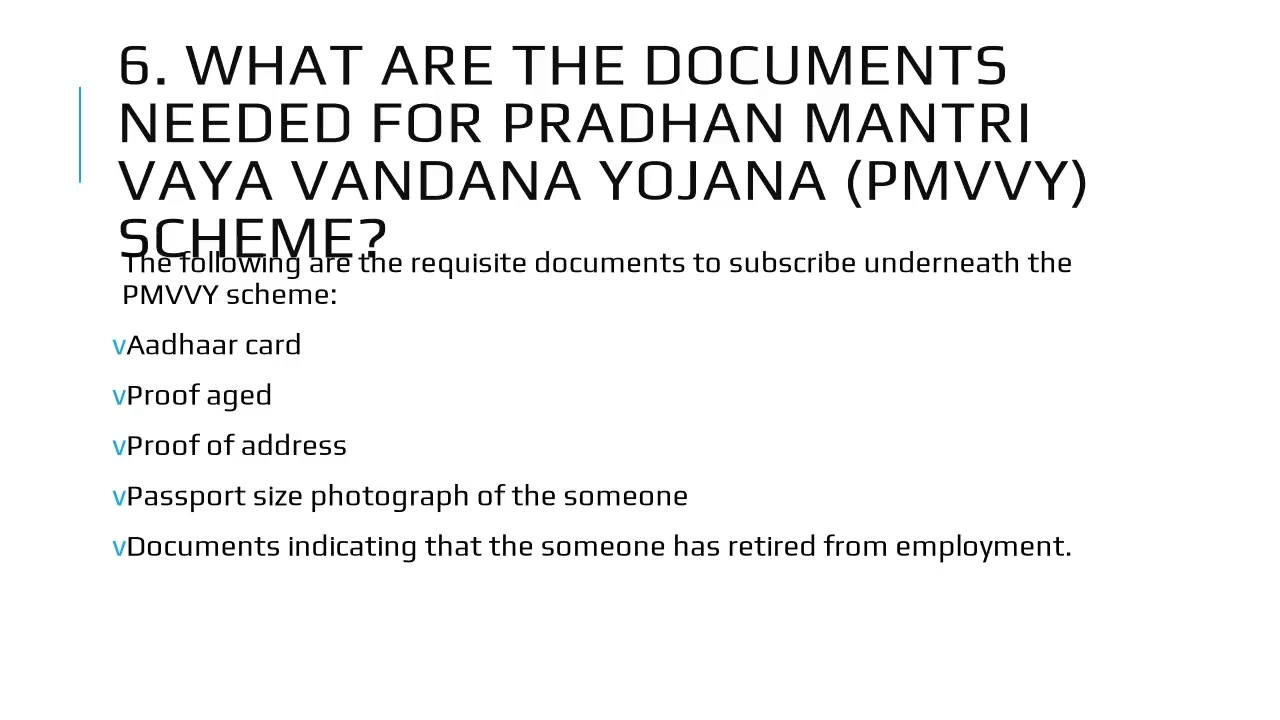 6. WHAT ARE THE DOCUMENTS
NEEDED FOR PRADHAN MANTRI
VAYA VANDANA YOJANA (PMVVY)
SCHEME?
The following are the requisite documents to subscribe underneath the
PMVVY scheme:
vAadhaar card
vProof aged
vProof of address
vPassport size photograph of the someone
vDocuments indicating that the someone has retired from employment.